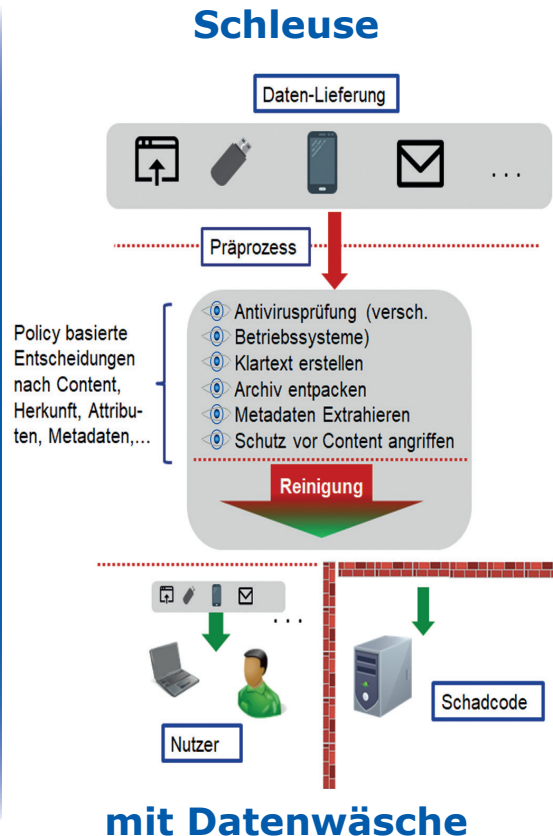 Schleuse
Daten-Lieferung
. . .
Präprozess
Policy basierte
Entscheidungen
nach Content,
Herkunft, Attribu-
ten, Metadaten,...
Antivirusprüfung (versch.
Betriebssysteme)
Klartext erstellen
Archiv entpacken
Metadaten Extrahieren
Schutz vor Content angriffen
Reinigung
. . .
Nutzer
Schadcode
mit Datenwäsche